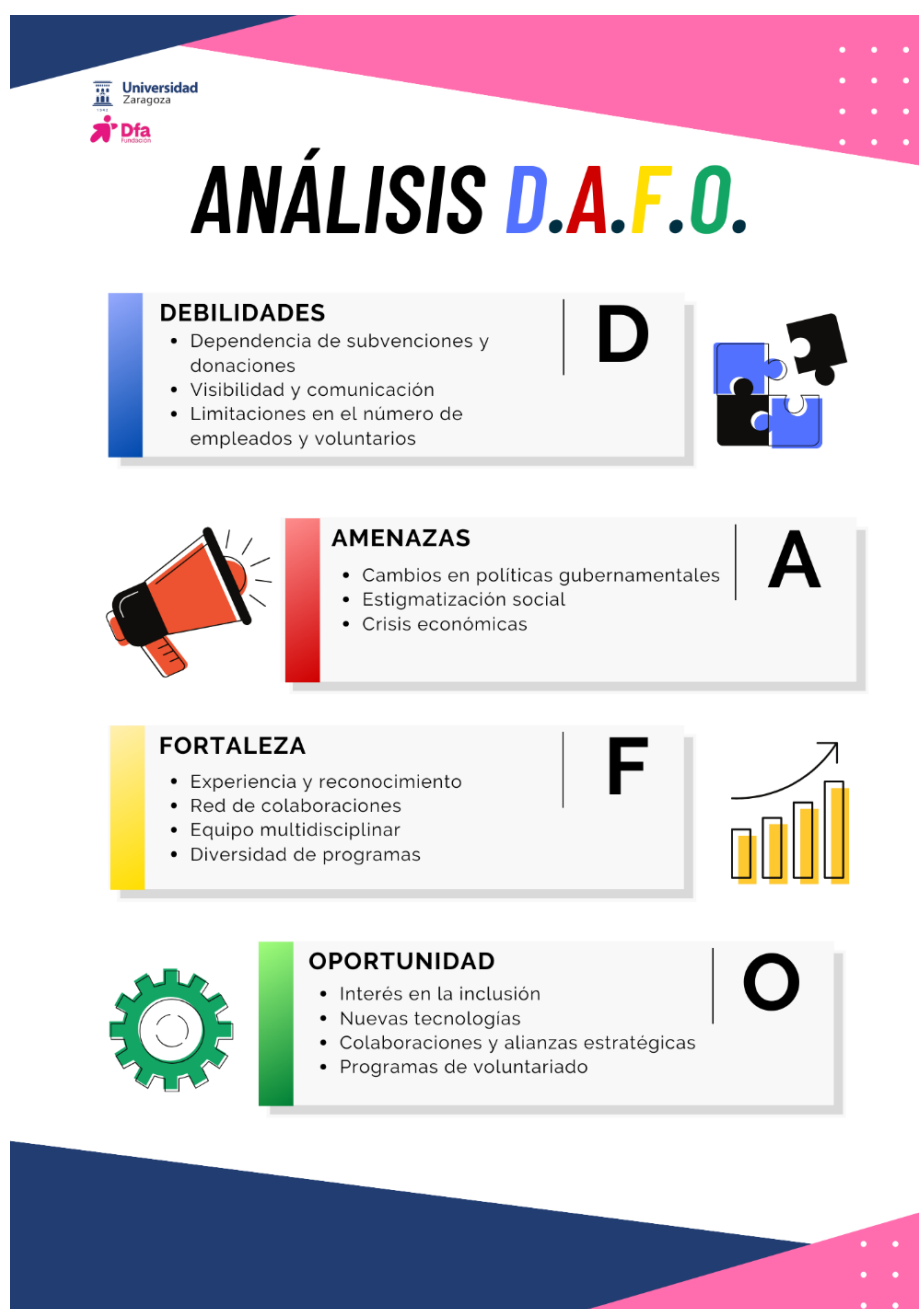 Universidad
Zaragoza
1542
Dfa
Fundación
ANÁLISIS D.A.F.O.
DEBILIDADES
• Dependencia de subvenciones y
donaciones
• Visibilidad y comunicación
• Limitaciones en el número de
empleados y voluntarios
D
AMENAZAS
• Cambios en políticas gubernamentales
• Estigmatización social
• Crisis económicas
A
FORTALEZA
• Experiencia y reconocimiento
• Red de colaboraciones
• Equipo multidisciplinar
• Diversidad de programas
F
OPORTUNIDAD
• Interés en la inclusión
• Nuevas tecnologías
• Colaboraciones y alianzas estratégicas
• Programas de voluntariado
O